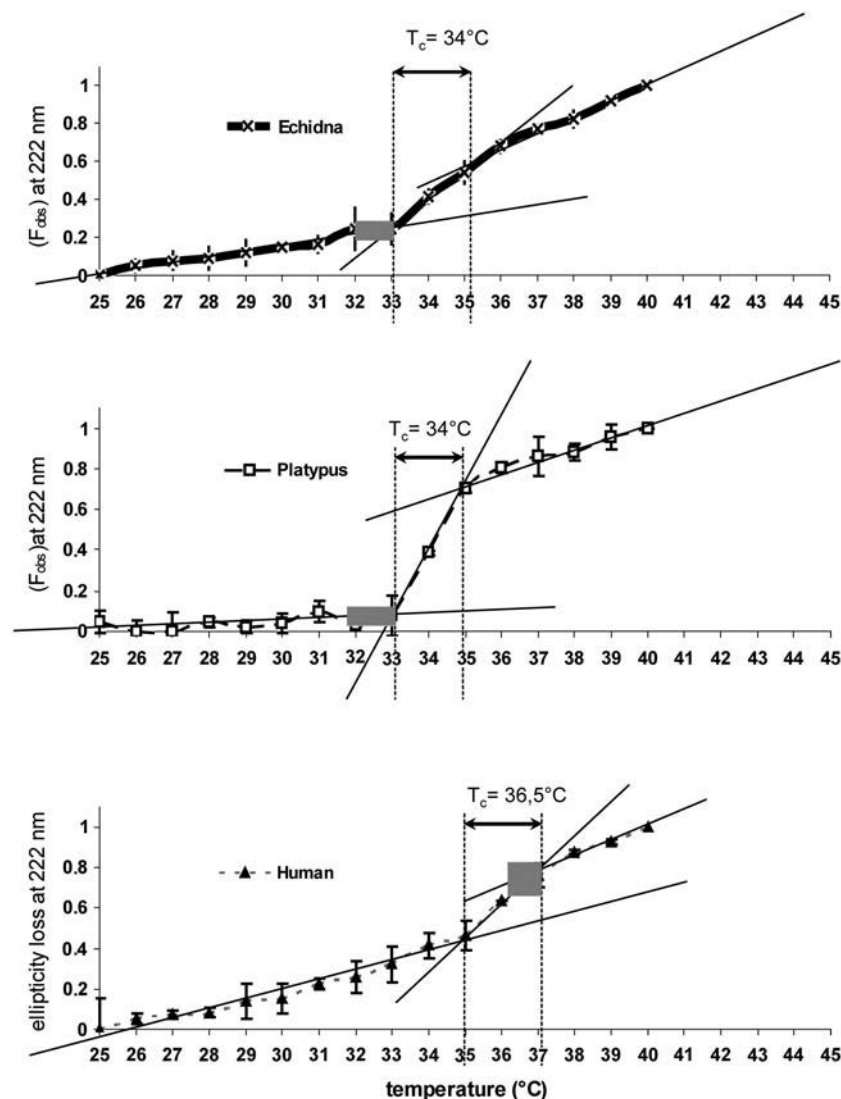 T_c= 34°C
(F_obs) at 222 nm
Echidna
1
0.8
0.6
0.4
0.2
0
25 26 27 28 29 30 31 32 33 34 35 36 37 38 39 40 41 42 43 44 45
T_c= 34°C
(F_obs)at 222 nm
Platypus
1
0.8
0.6
0.4
0.2
0
25 26 27 28 29 30 31 32 33 34 35 36 37 38 39 40 41 42 43 44 45
T_c= 36,5°C
ellipticity loss at 222 nm
Human
1
0.8
0.6
0.4
0.2
0
25 26 27 28 29 30 31 32 33 34 35 36 37 38 39 40 41 42 43 44 45
temperature (°C)